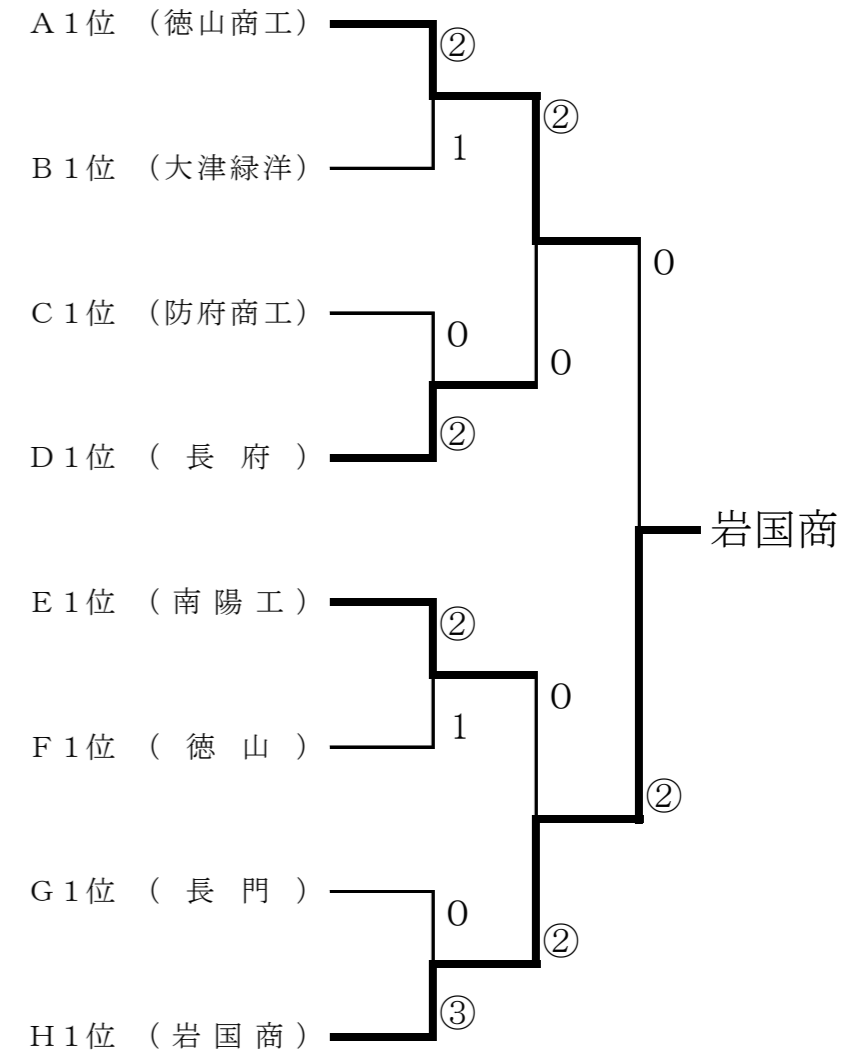 A1位 (徳山商工)
②
②
1
B1位 (大津緑洋)
0
C1位 (防府商工)
0
0
②
D1位 (長府)
岩国商
E1位 (南陽工)
②
0
1
F1位 (徳山)
②
G1位 (長門)
0
②
③
H1位 (岩国商)